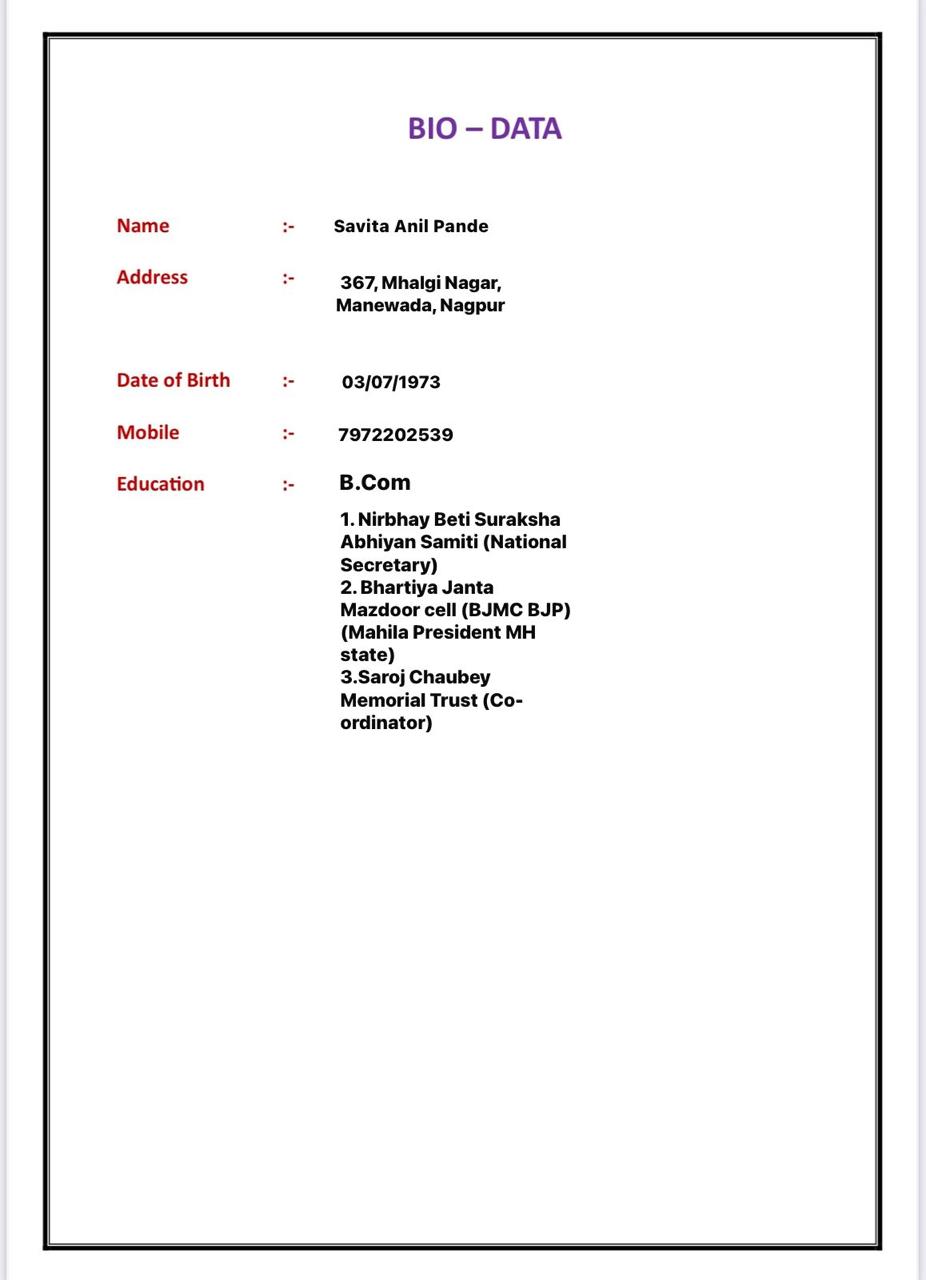 BIO – DATA
Name :- Savita Anil Pande
Address :- 367, Mhalgi Nagar,
Manewada, Nagpur
Date of Birth :- 03/07/1973
Mobile :- 7972202539
Education :- B.Com
1. Nirbhay Beti Suraksha
Abhiyan Samiti (National
Secretary)
2. Bhartiya Janta
Mazdoor cell (BJMC BJP)
(Mahila President MH
state)
3.Saroj Chaubey
Memorial Trust (Co-
ordinator)